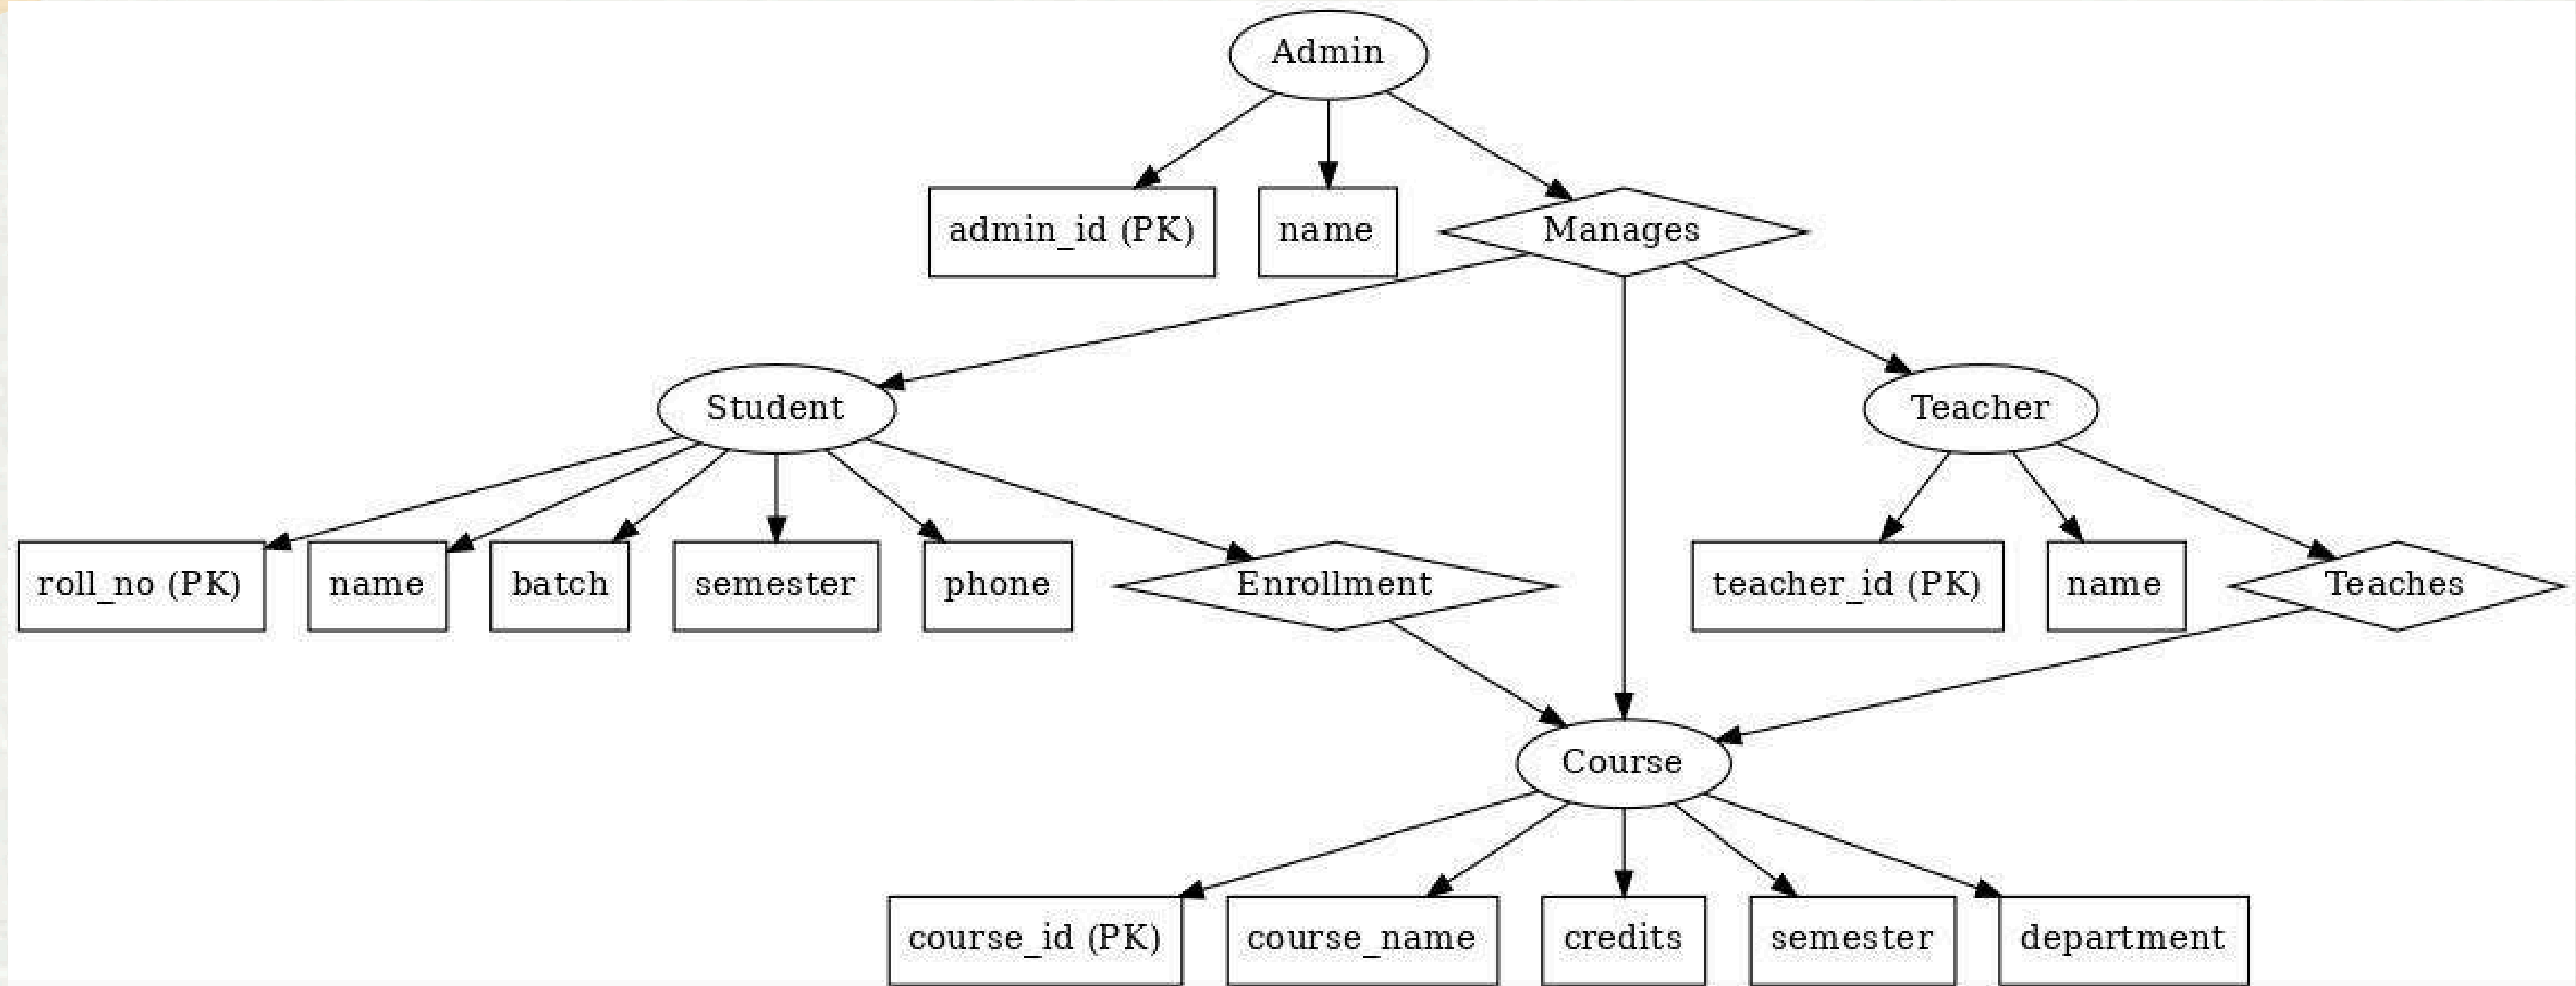 Admin
admin_id (PK)
name
Manages
Student
Teacher
roll_no (PK)
name
batch
semester
phone
Enrollment
teacher_id (PK)
name
Teaches
Course
course_id (PK)
course_name
credits
semester
department